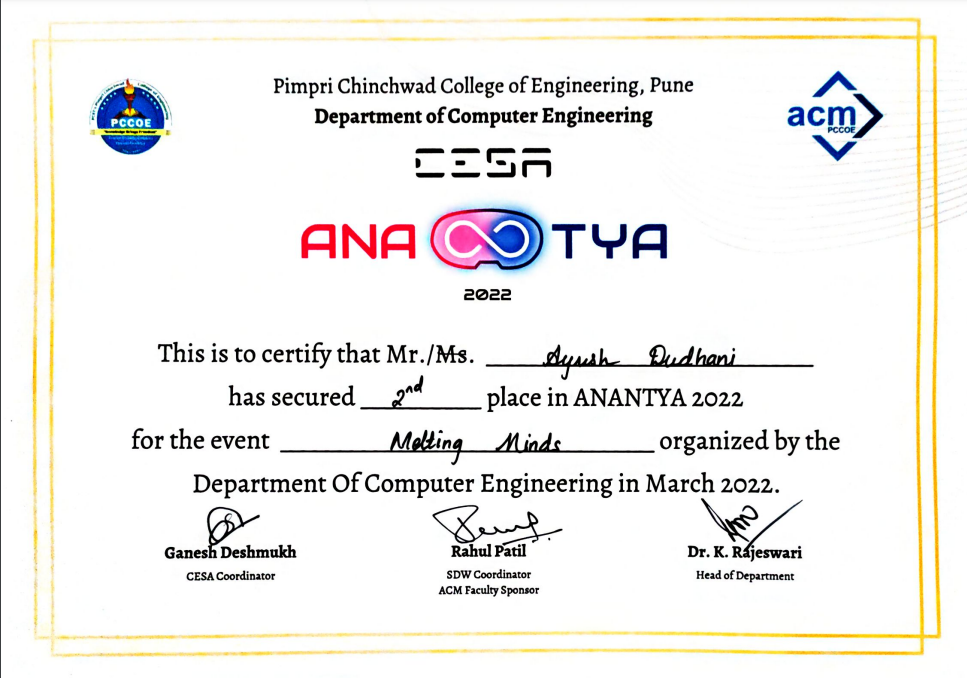 Pimpri Chinchwad College of Engineering, Pune
Department of Computer Engineering
PCCOE
"Knowledge Brings Freedom"
acm
PCCOE
CESA
ANA TYA
2022
This is to certify that Mr./Ms. Ayush Dudhani
has secured 2nd place in ANANTYA 2022
for the event Melting Minds organized by the
Department Of Computer Engineering in March 2022.
Ganesh Deshmukh
CESA Coordinator
Rahul Patil
SDW Coordinator
ACM Faculty Sponsor
Dr. K. Rajeswari
Head of Department